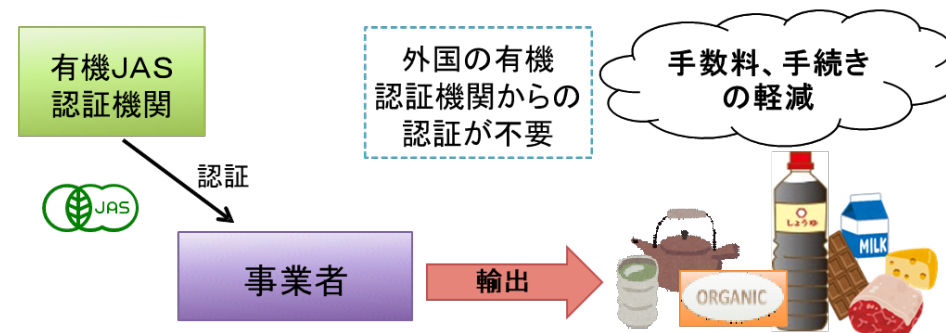 有機JAS
認証機関
外国の有機
認証機関からの
認証が不要
手数料、手続き
の軽減
認証
JAS
事業者
輸出
しょうゆ
MILK
ORGANIC